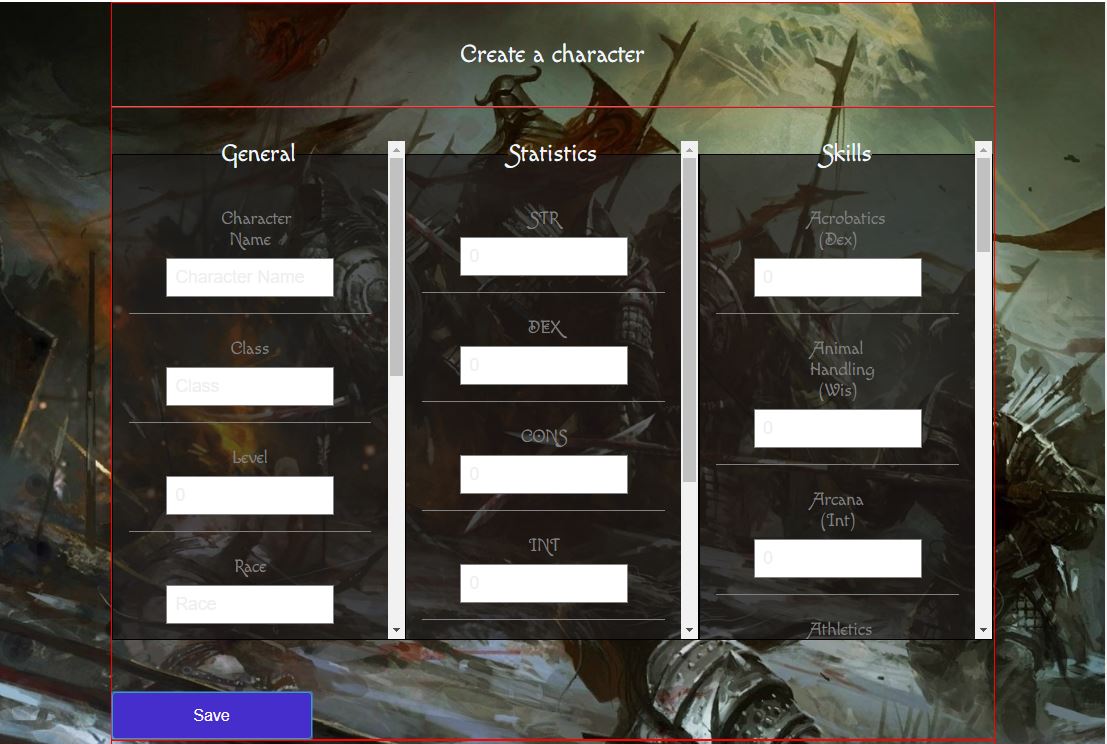 Create a character
General
Character
Name
Character Name
Class
Class
Level
0
Race
Race
Statistics
STR
0
DEX
0
CONS
0
INT
0
Skills
Acrobatics
(Dex)
0
Animal
Handling
(Wis)
0
Arcana
(Int)
0
Athletics
Save